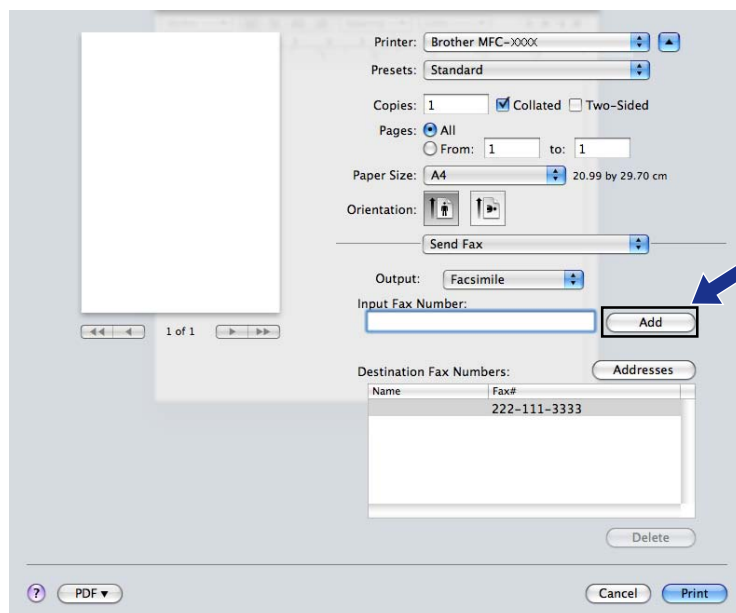 Printer: Brother MFC-XXXX
Presets: Standard
Copies: 1 Collated Two-Sided
Pages: All
From: 1 to: 1
Paper Size: A4 20.99 by 29.70 cm
Orientation:
Send Fax
Output: Facsimile
Input Fax Number:
Add
1 of 1
Destination Fax Numbers: Addresses
Name Fax#
222-111-3333
Delete
? PDF Cancel Print